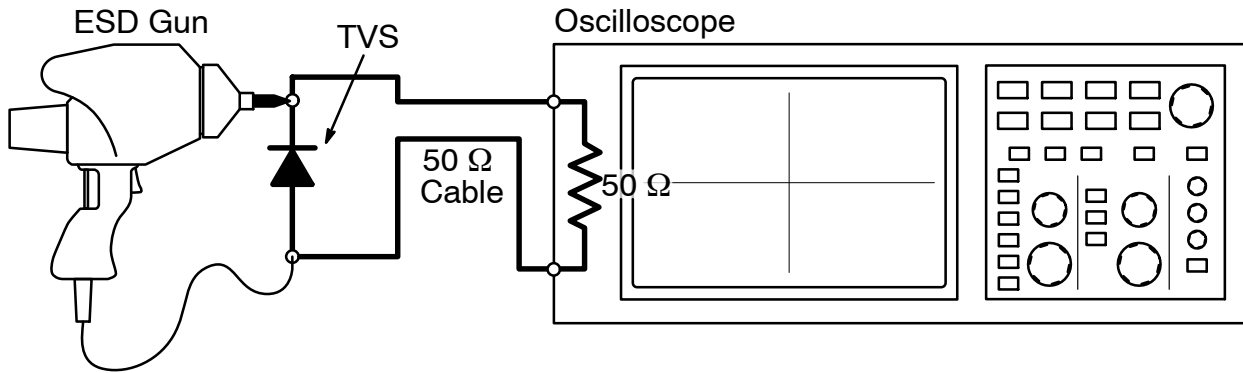 ESD Gun
TVS
Oscilloscope
50 Ω
Cable
50 Ω